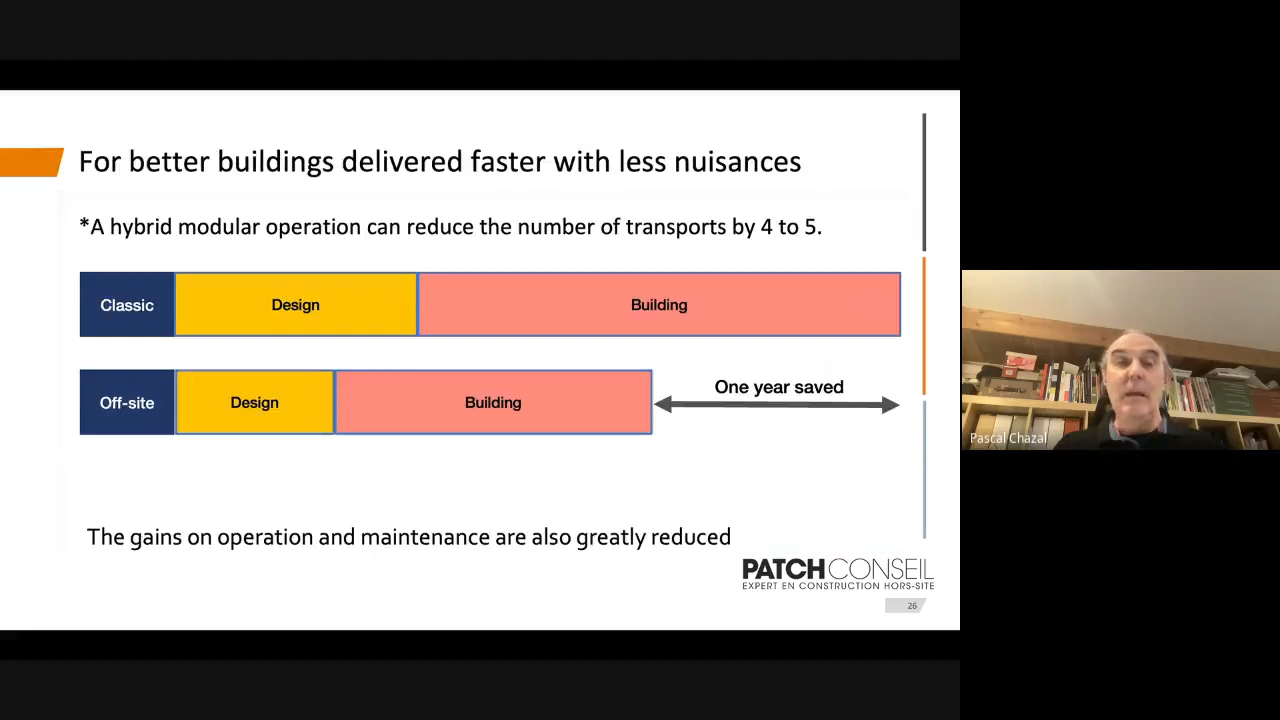 For better buildings delivered faster with less nuisances
*A hybrid modular operation can reduce the number of transports by 4 to 5.
Classic
Design
Building
Off-site
Design
Building
One year saved
The gains on operation and maintenance are also greatly reduced
PATCHCONSEIL
EXPERT EN CONSTRUCTION HORS-SITE
26
Pascal Chazal